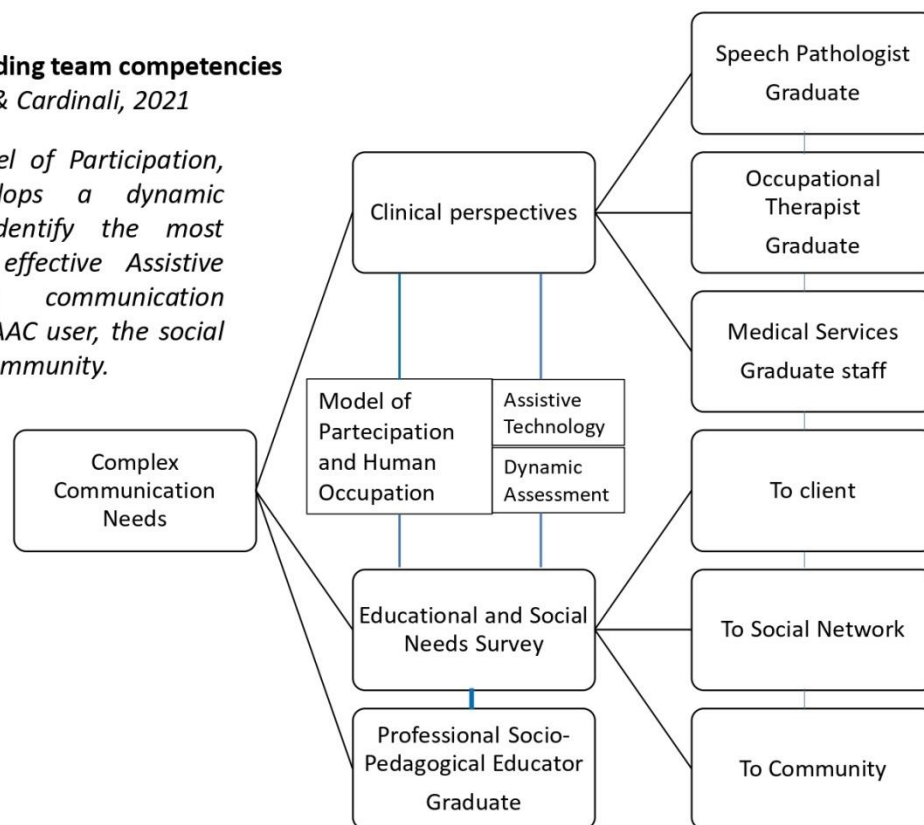 ding team competencies
& Cardinali, 2021
el of Participation,
lops a dynamic
dentify the most
effective Assistive
communication
AAC user, the social
mmunity.
Complex
Communication
Needs
Clinical perspectives
Model of
Partecipation
and Human
Occupation
Assistive
Technology
Dynamic
Assessment
Educational and Social
Needs Survey
Professional Socio-
Pedagogical Educator
Graduate
Speech Pathologist
Graduate
Occupational
Therapist
Graduate
Medical Services
Graduate staff
To client
To Social Network
To Community